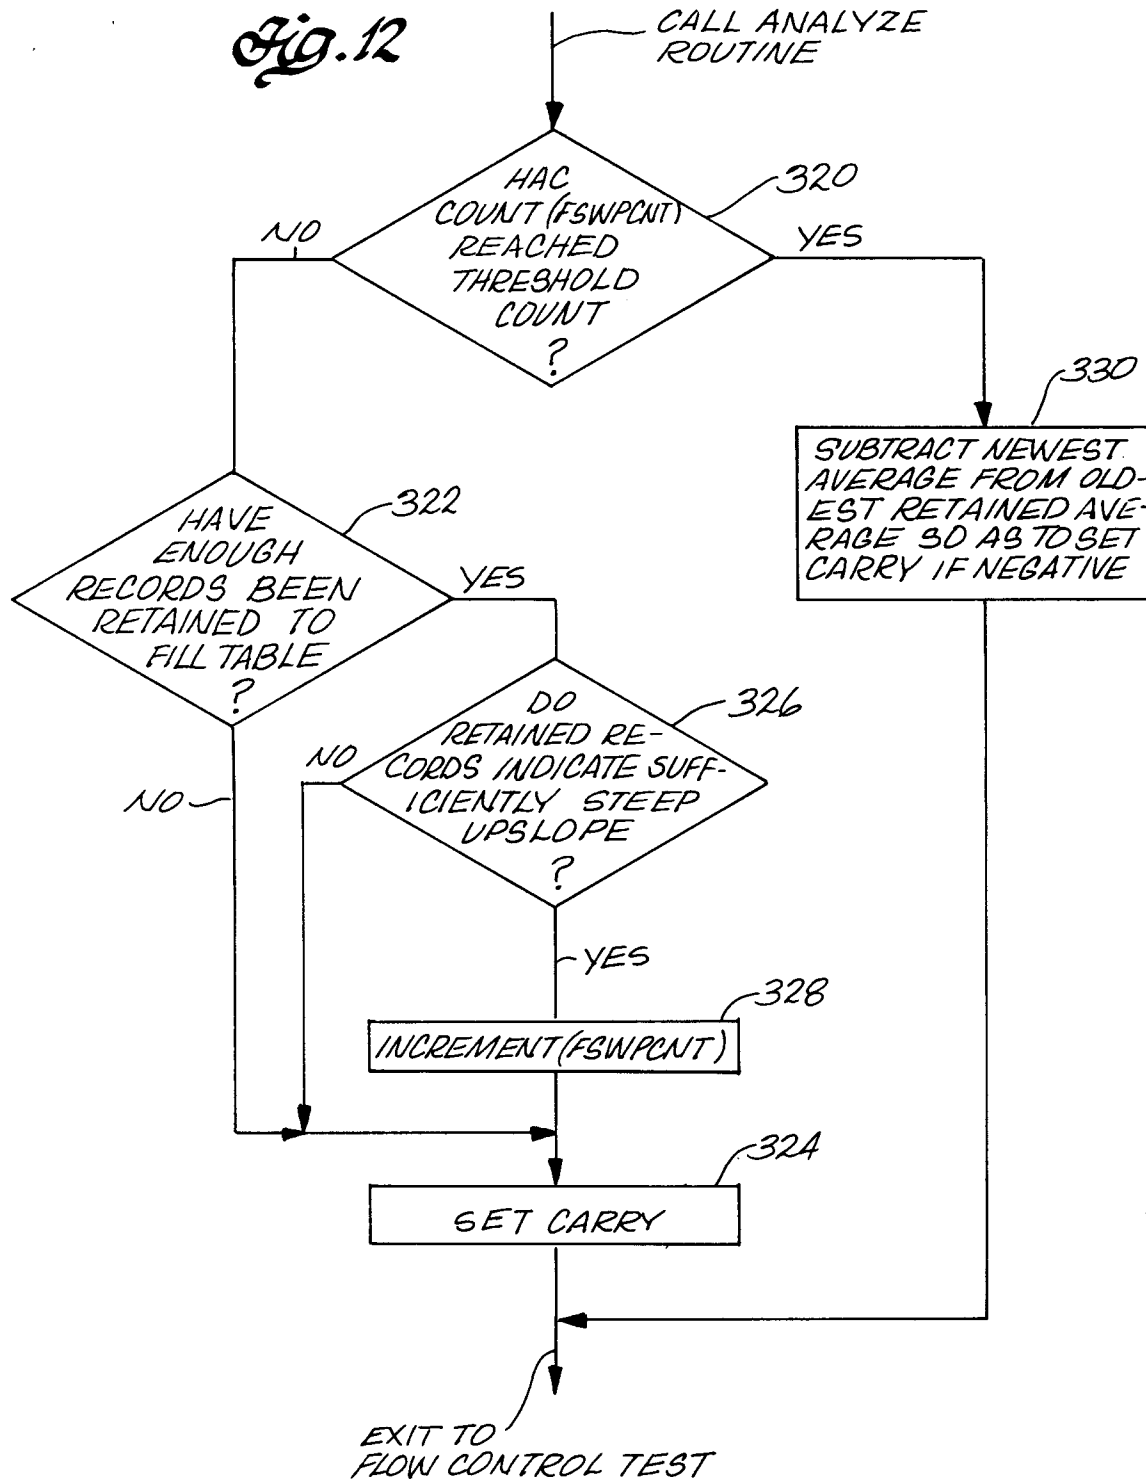 Fig. 12
CALL ANALYZE
ROUTINE
HAC
COUNT (FSWPCNT)
REACHED
THRESHOLD
COUNT
?
320
NO
YES
330
SUBTRACT NEWEST
AVERAGE FROM OLD-
EST RETAINED AVE-
RAGE SO AS TO SET
CARRY IF NEGATIVE
HAVE
ENOUGH
RECORDS BEEN
RETAINED TO
FILL TABLE
?
322
YES
NO
DO
RETAINED RE-
CORDS INDICATE SUFF-
ICIENTLY STEEP
UPSLOPE
?
326
NO
YES
328
INCREMENT (FSWPCNT)
324
SET CARRY
EXIT TO
FLOW CONTROL TEST